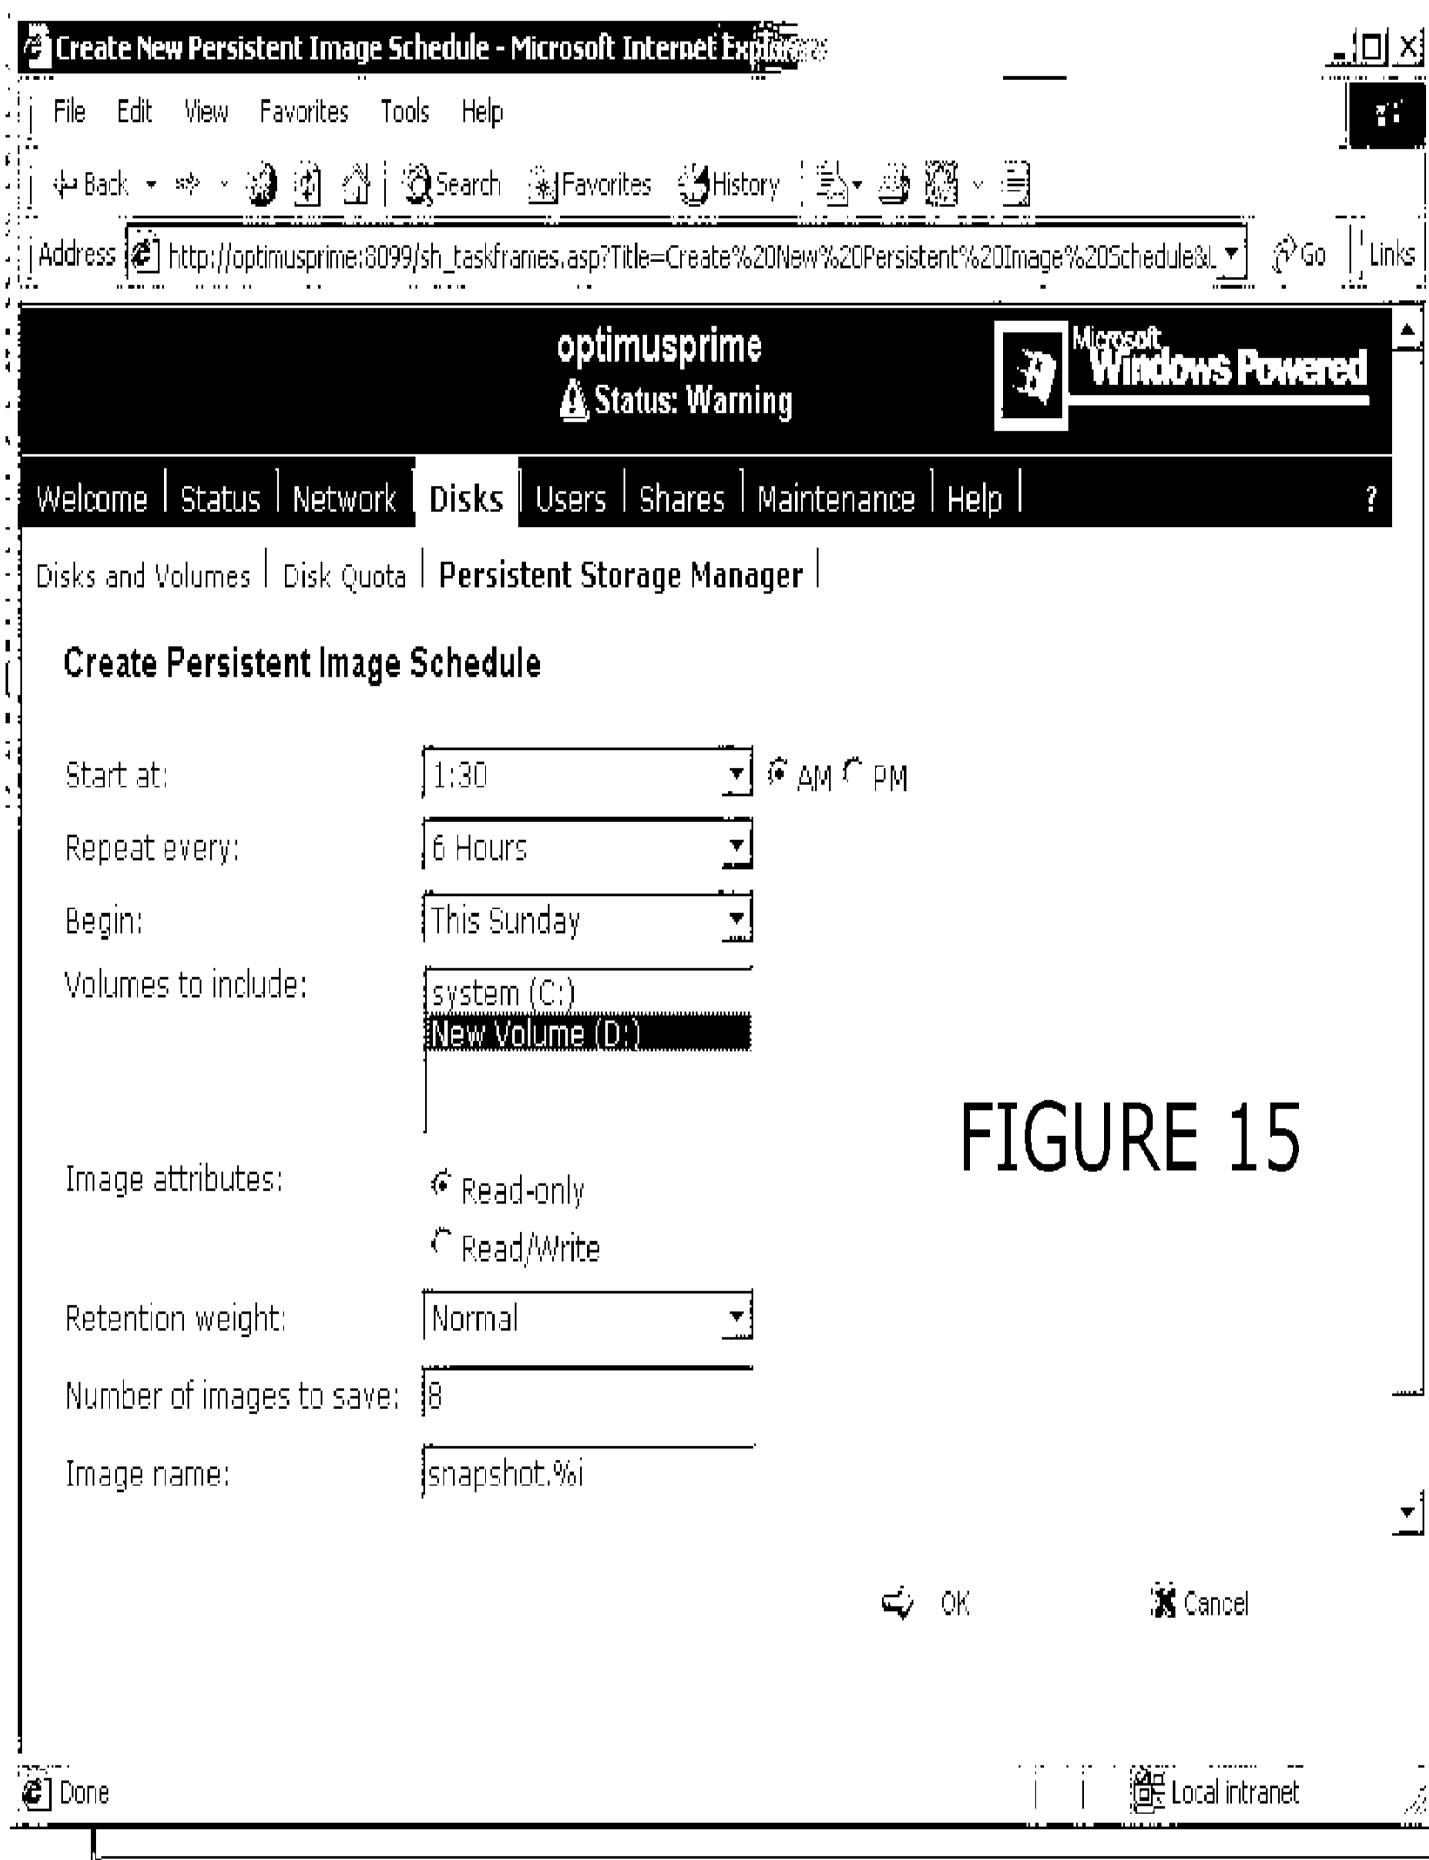 Create New Persistent Image Schedule - Microsoft Internet Explorer
File Edit View Favorites Tools Help
Back Search Favorites History
Address http://optimusprime:8099/sh_taskframes.asp?Title=Create%20New%20Persistent%20Image%20Schedule&L Go Links
optimusprime
Status: Warning
Microsoft
Windows Powered
Welcome | Status | Network | Disks | Users | Shares | Maintenance | Help | ?
Disks and Volumes | Disk Quota | Persistent Storage Manager |
Create Persistent Image Schedule
Start at: 1:30 AM PM
Repeat every: 6 Hours
Begin: This Sunday
Volumes to include: system (C:)
New Volume (D:)
FIGURE 15
Image attributes: Read-only
Read/Write
Retention weight: Normal
Number of images to save: 8
Image name: snapshot.%i
OK Cancel
Done Local intranet